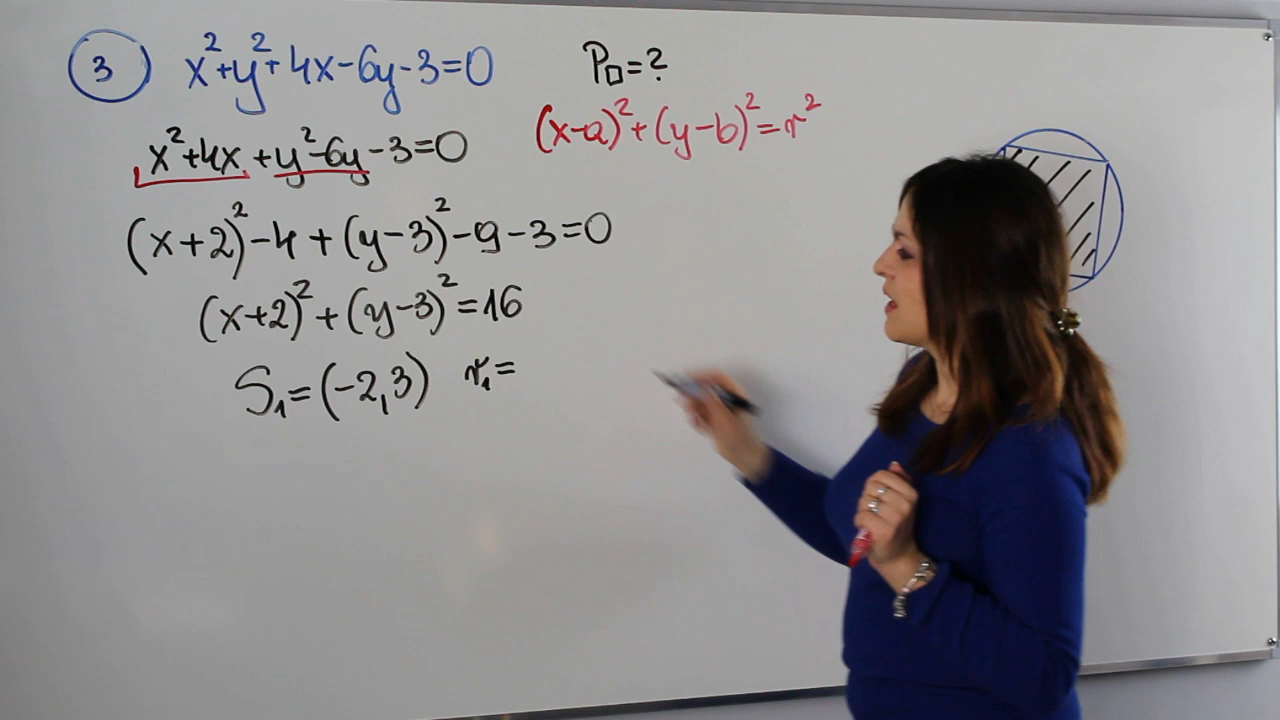 3 x²+y²+4x-6y-3=0 P□=?
(x-a)²+(y-b)²=r²
x²+4x+y²-6y-3=0
(x+2)²-4+(y-3)²-9-3=0
(x+2)²+(y-3)²=16
S₁=(-2,3) r₁=